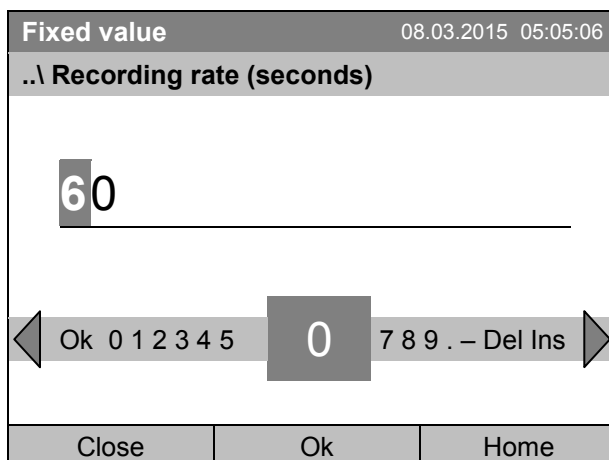 Fixed value 08.03.2015 05:05:06
..\ Recording rate (seconds)
60
Ok 0 1 2 3 4 5 0 7 8 9 . – Del Ins
Close Ok Home